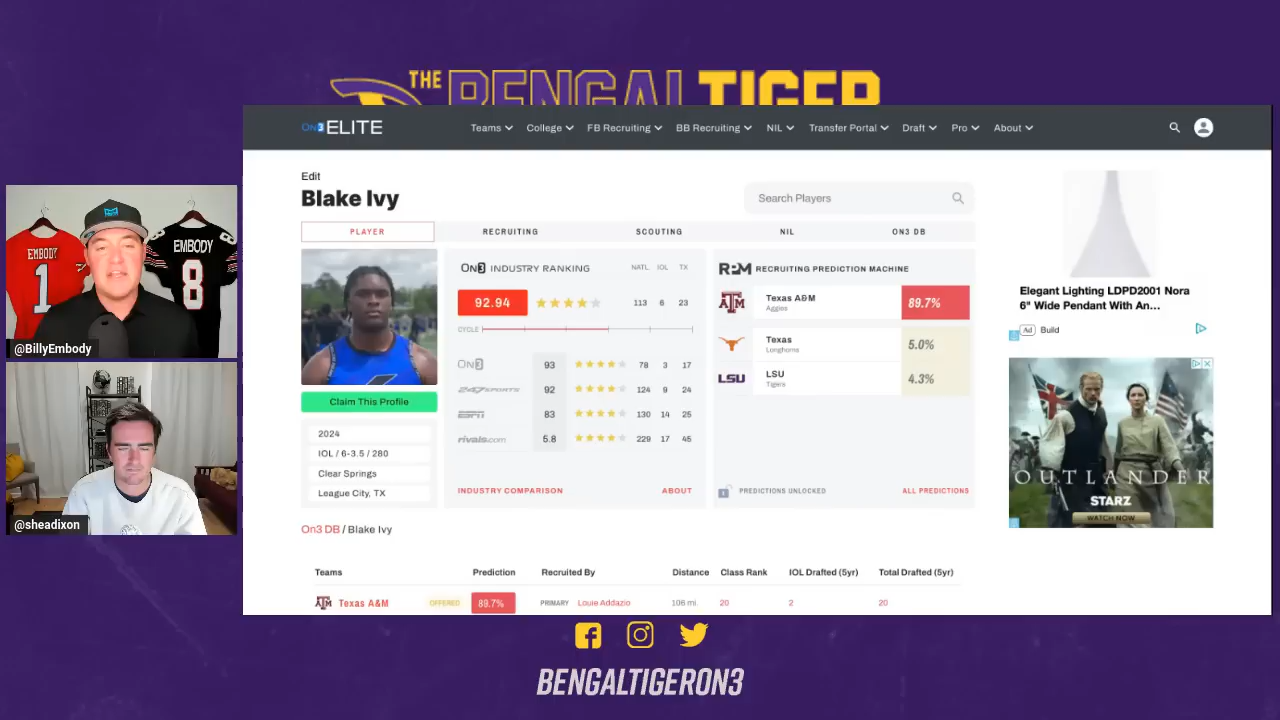 THE BENGAL TIGER
On3 ELITE
Teams College FB Recruiting BB Recruiting NIL Transfer Portal Draft Pro About
Edit
Blake Ivy
Search Players
PLAYER RECRUITING SCOUTING NIL ON3 DB
On3 INDUSTRY RANKING NATL IOL TX
92.94 113 6 23
CYCLE
On3 93 78 3 17
247SPORTS 92 124 9 24
ESPN 83 130 14 25
rivals.com 5.8 229 17 45
INDUSTRY COMPARISON ABOUT
RPM RECRUITING PREDICTION MACHINE
ATM Texas A&M 89.7%
Aggies
Texas 5.0%
Longhorns
LSU LSU 4.3%
Tigers
PREDICTIONS UNLOCKED ALL PREDICTIONS
Claim This Profile
2024
IOL / 6-3.5 / 280
Clear Springs
League City, TX
On3 DB / Blake Ivy
Teams Prediction Recruited By Distance Class Rank IOL Drafted (5yr) Total Drafted (5yr)
ATM Texas A&M OFFERED 89.7% PRIMARY Louie Addazio 106 mi 20 2 20
Elegant Lighting LDPD2001 Nora
6" Wide Pendant With An...
Ad Build
OUTLANDER
STARZ
WATCH NOW
EMBODY
1
EMBODY
8
@BillyEmbody
@sheadixon
BENGALTIGERON3